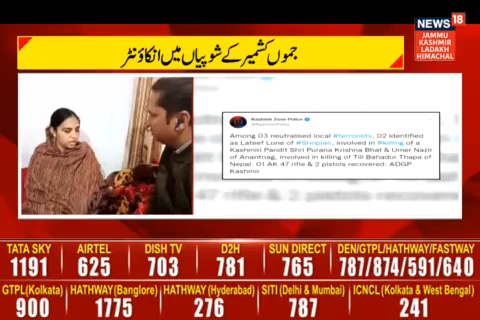 NEWS 18
JAMMU
KASHMIR
LADAKH
HIMACHAL
جموں کشمیر کے شوپیاں میں انکاؤنٹر
Kashmir Zone Police
@KashmirPolice
Among 03 neutralised local #terrorists, 02 identified
as Lateef Lone of #Shopian, involved in #killing of a
Kashmiri Pandit Shri Purana Krishna Bhat & Umer Nazir
of Anantnag, involved in killing of Till Bahadur Thapa of
Nepal. 01 AK 47 rifle & 2 pistols recovered: ADGP
Kashmir
TATA SKY AIRTEL DISH TV D2H SUN DIRECT DEN/GTPL/HATHWAY/FASTWAY
1191 625 703 781 765 787/874/591/640
GTPL(Kolkata) HATHWAY(Banglore) HATHWAY(Hyderabad) SITI (Delhi & Mumbai) ICNCL (Kolkata & West Bengal)
900 1775 276 787 241